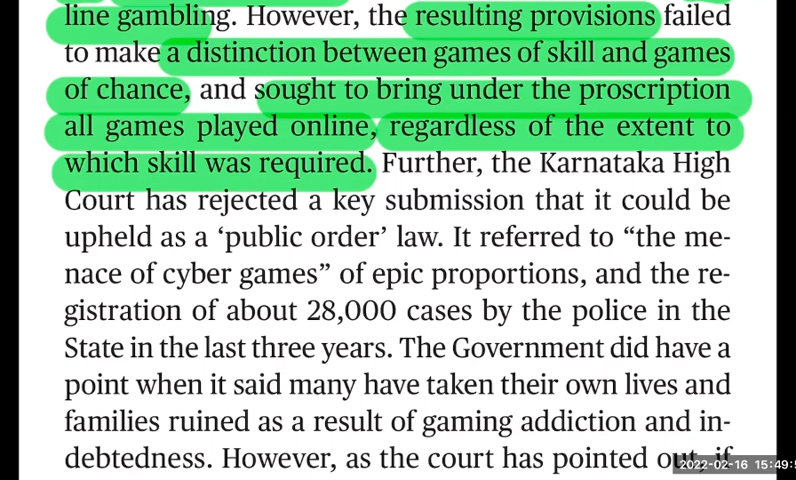 line gambling. However, the resulting provisions failed
to make a distinction between games of skill and games
of chance, and sought to bring under the proscription
all games played online, regardless of the extent to
which skill was required. Further, the Karnataka High
Court has rejected a key submission that it could be
upheld as a ‘public order’ law. It referred to “the me-
nace of cyber games” of epic proportions, and the re-
gistration of about 28,000 cases by the police in the
State in the last three years. The Government did have a
point when it said many have taken their own lives and
families ruined as a result of gaming addiction and in-
debtedness. However, as the court has pointed out, if
2022-02-16 15:49:5